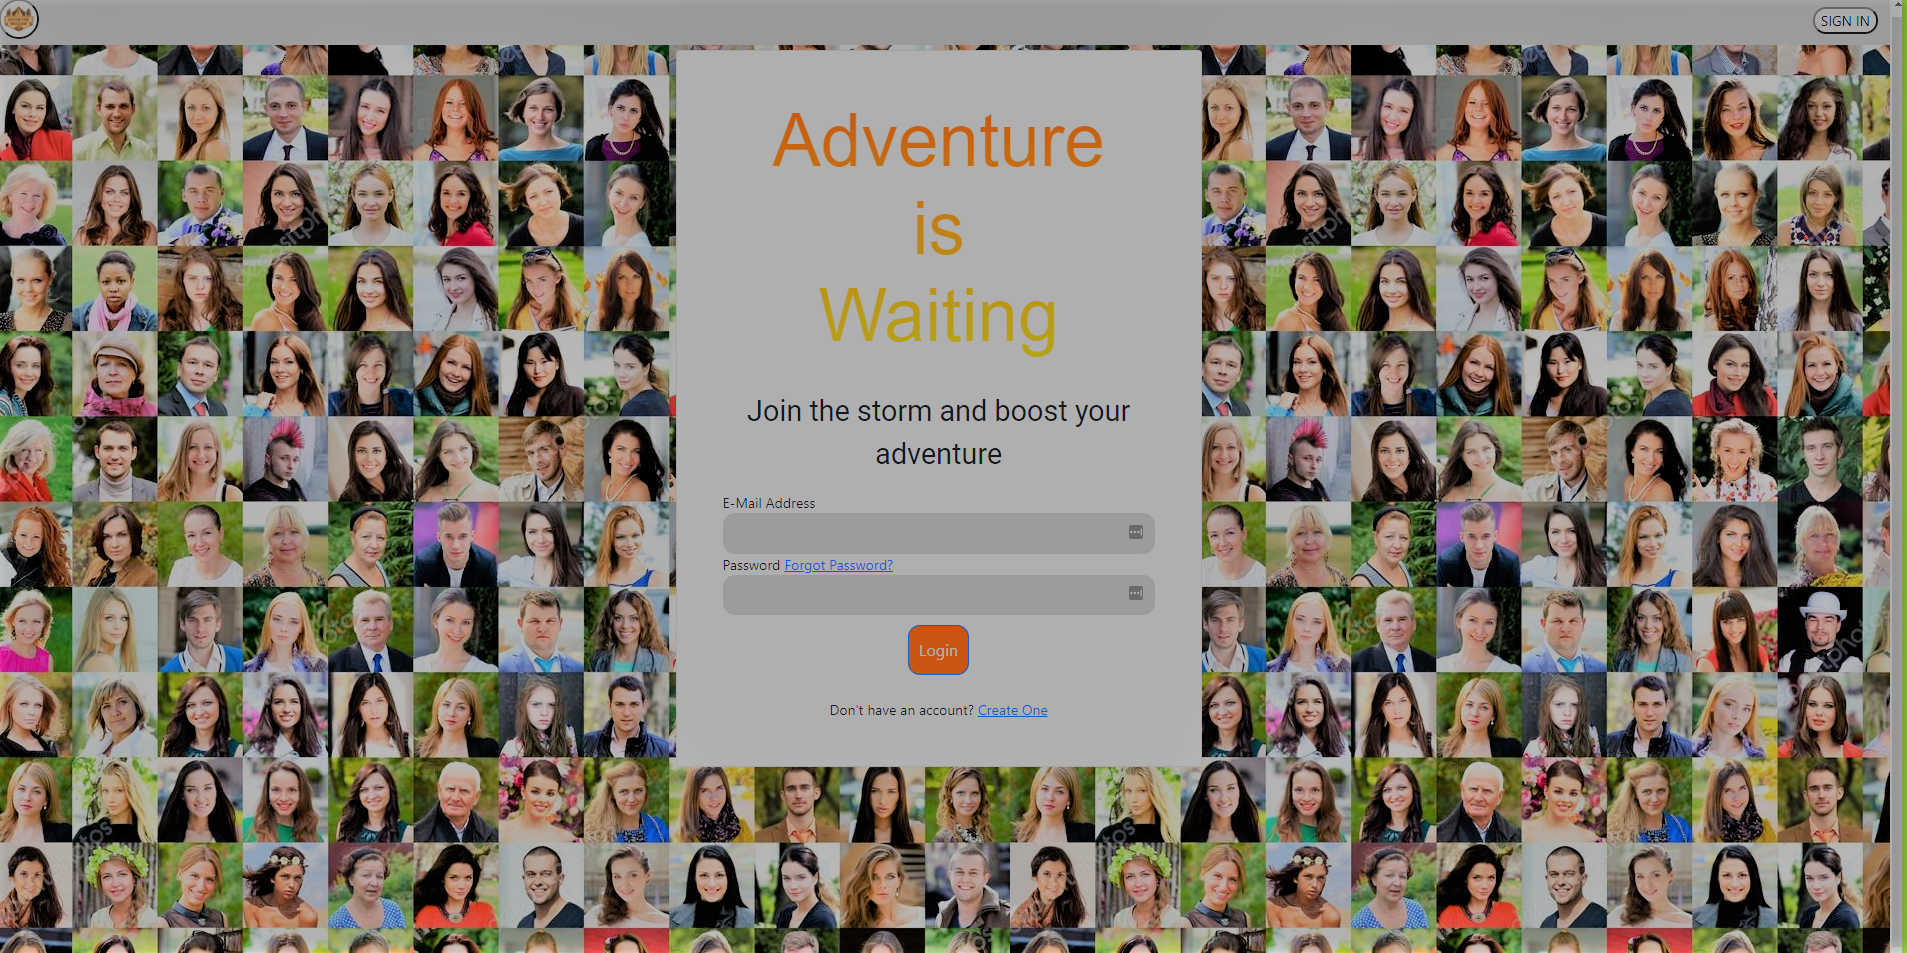 SIGN IN
Adventure
is
Waiting
Join the storm and boost your
adventure
E-Mail Address
Password Forgot Password?
Login
Don't have an account? Create One